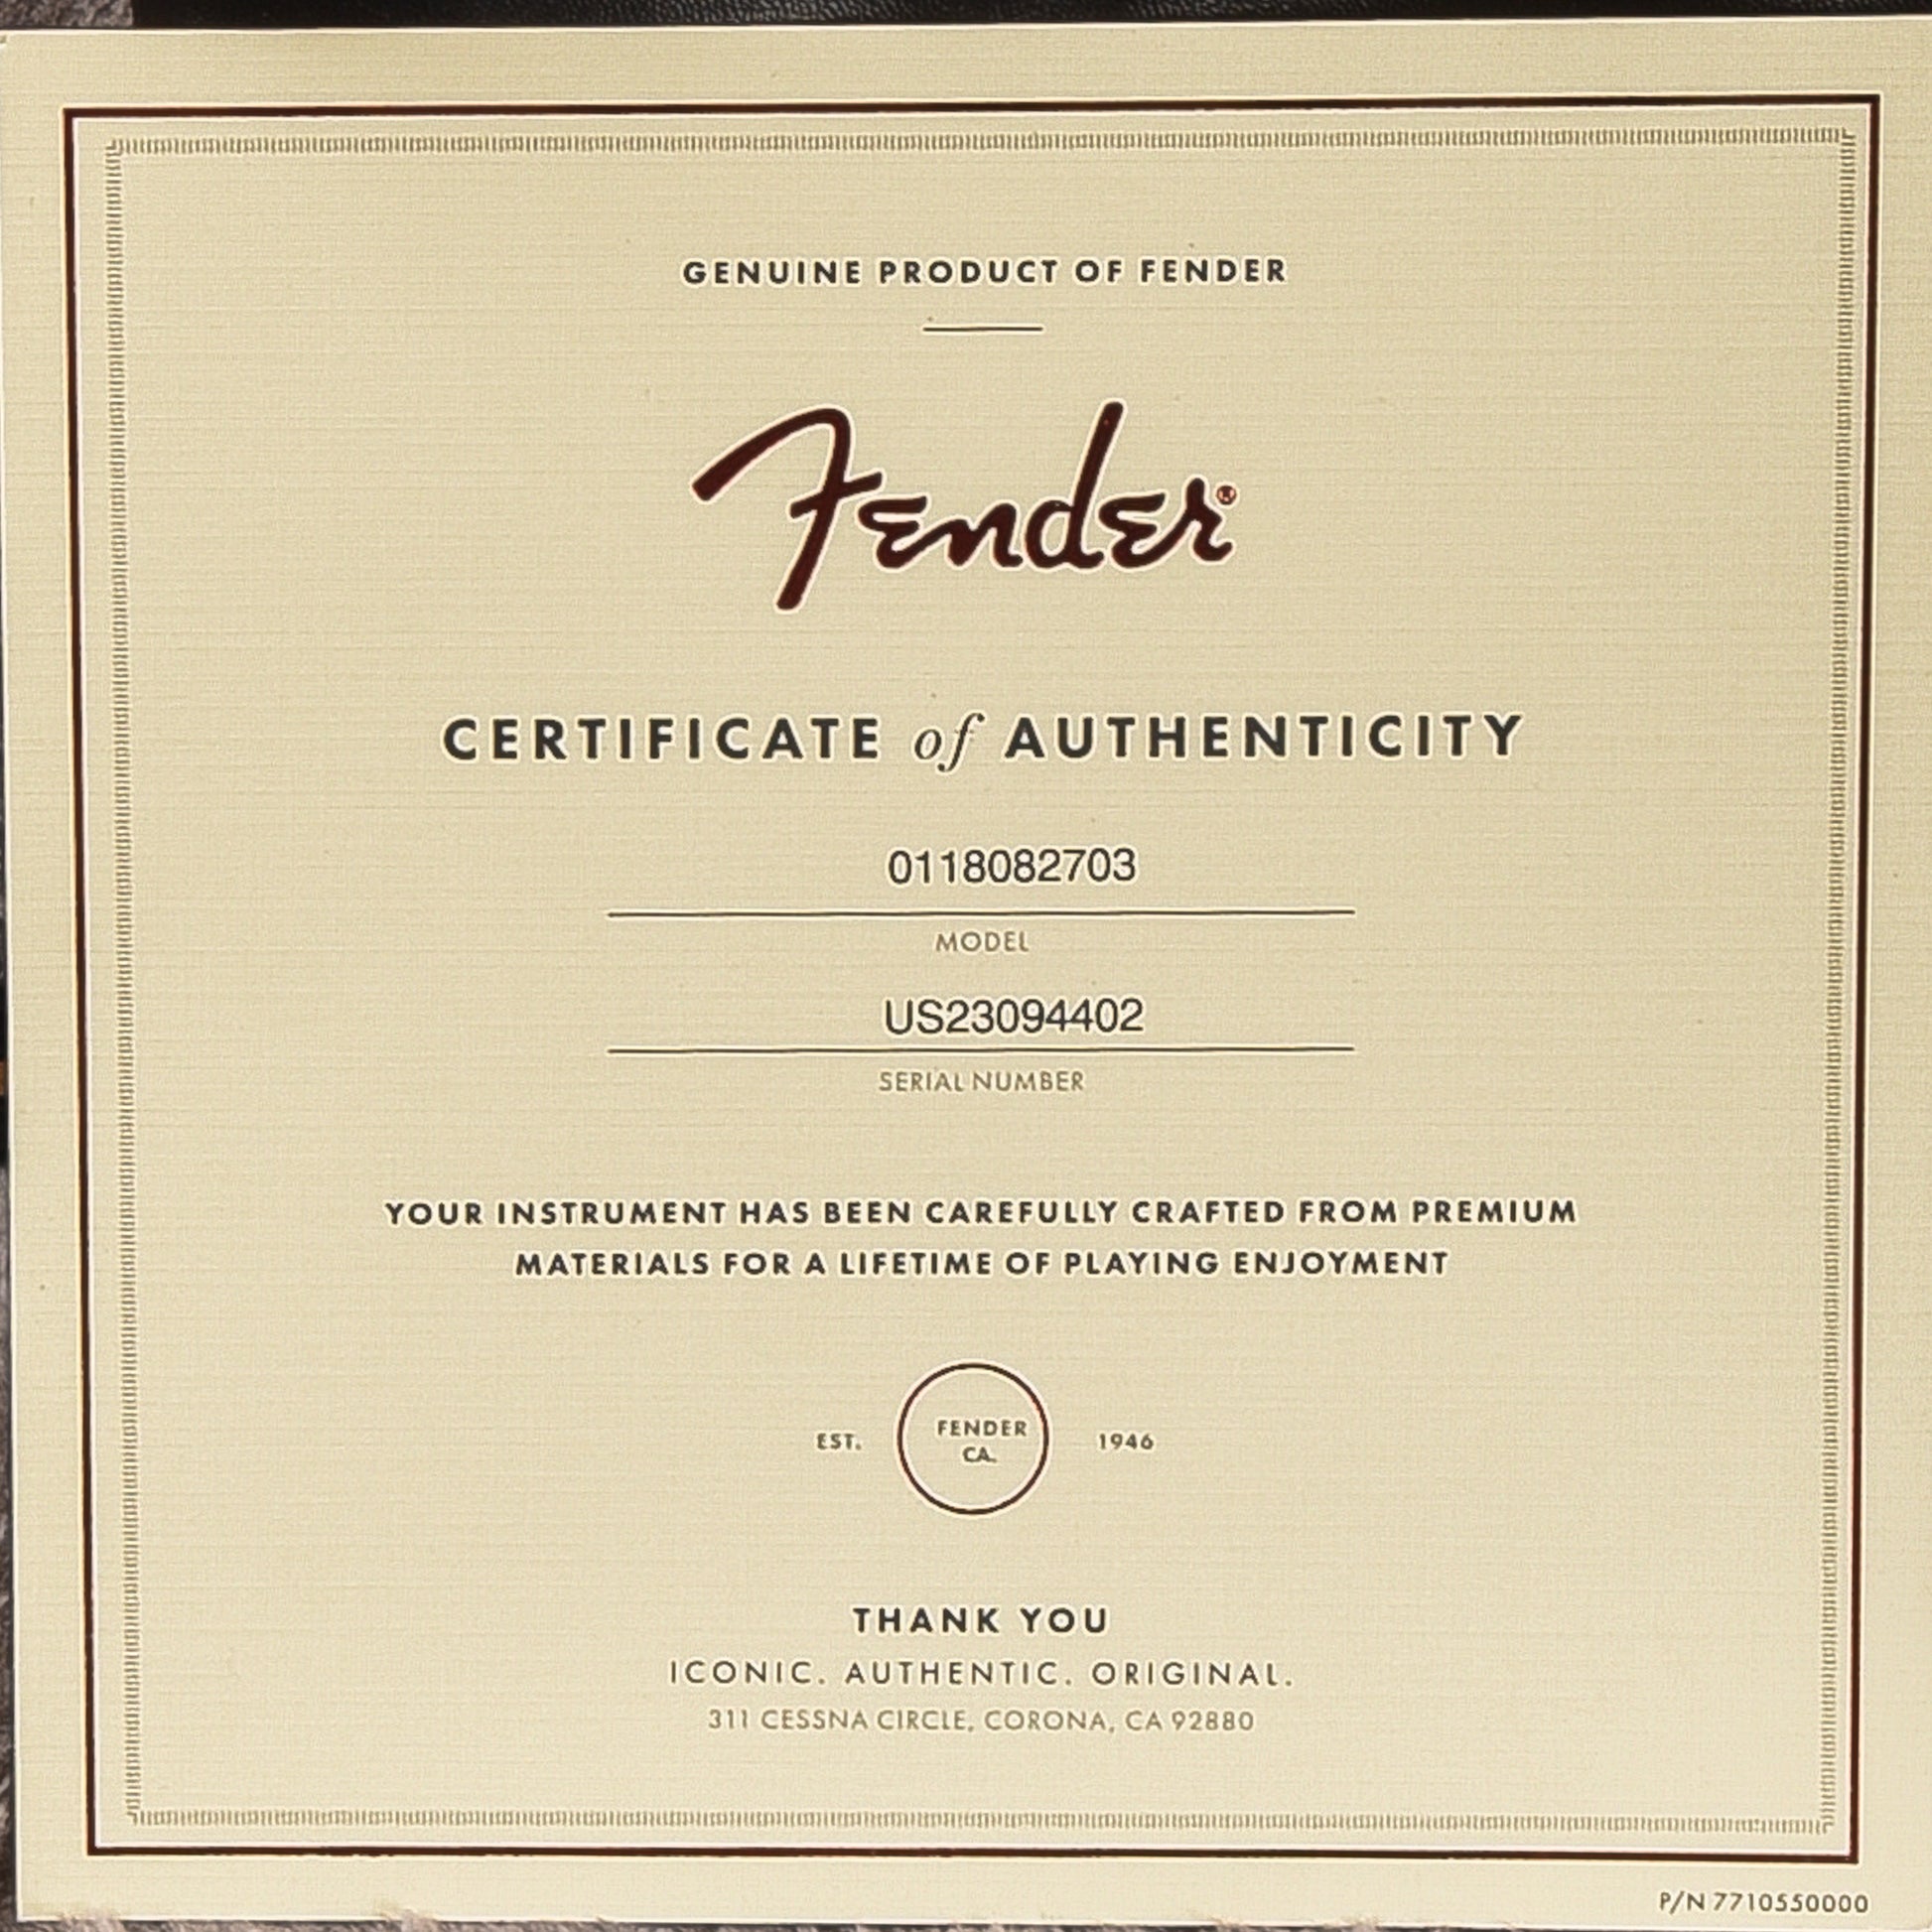 GENUINE PRODUCT OF FENDER
Fender®
CERTIFICATE of AUTHENTICITY
0118082703
MODEL
US23094402
SERIAL NUMBER
YOUR INSTRUMENT HAS BEEN CAREFULLY CRAFTED FROM PREMIUM
MATERIALS FOR A LIFETIME OF PLAYING ENJOYMENT
EST. FENDER CA. 1946
THANK YOU
ICONIC. AUTHENTIC. ORIGINAL.
311 CESSNA CIRCLE, CORONA, CA 92880
P/N 7710550000